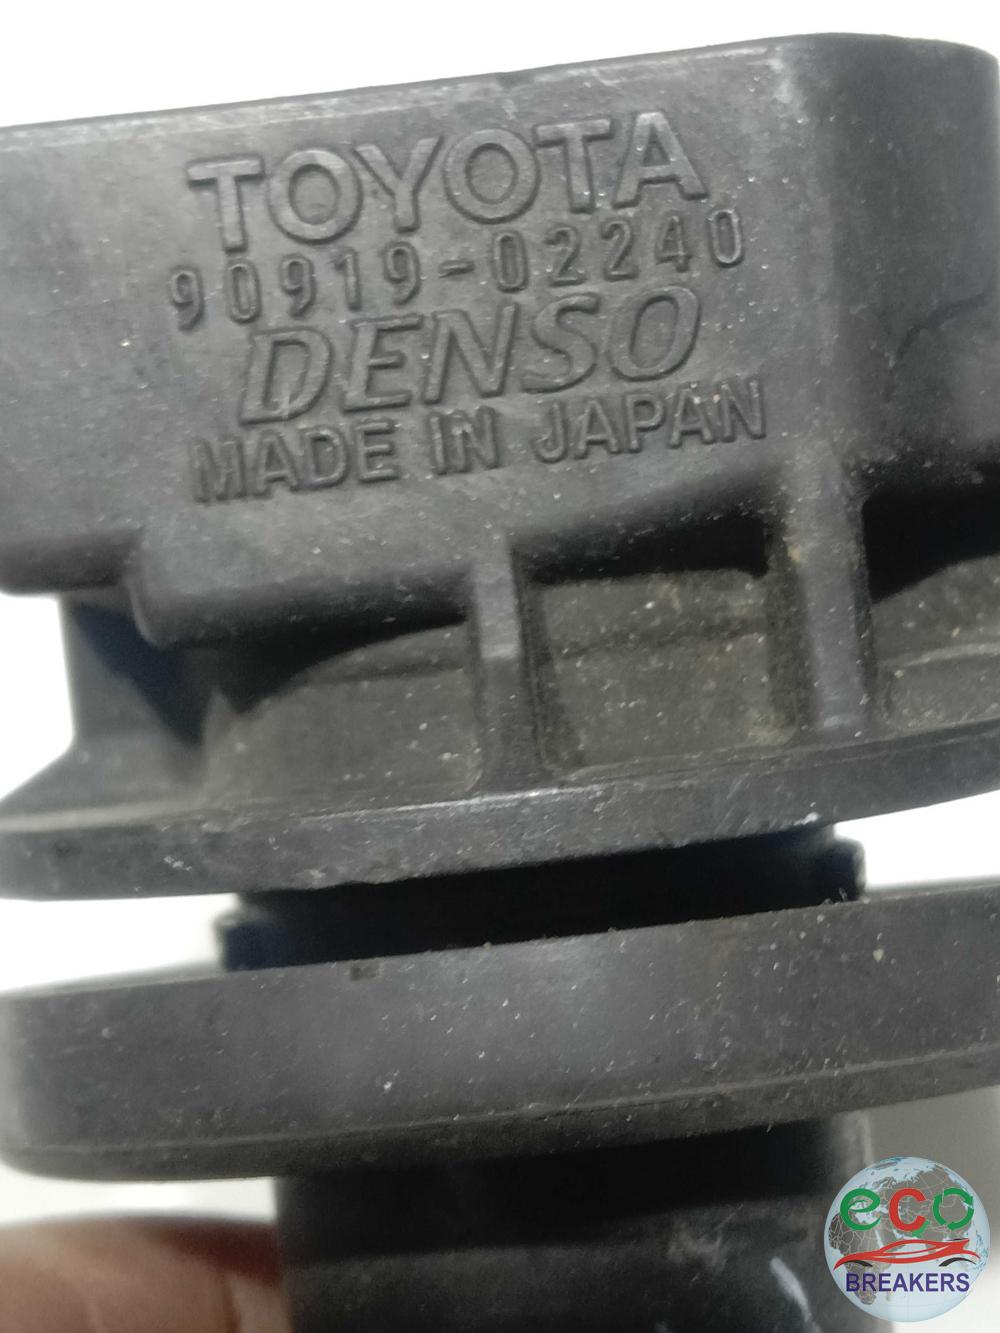 TOYOTA
90919-02240
DENSO
MADE IN JAPAN
eco
BREAKERS